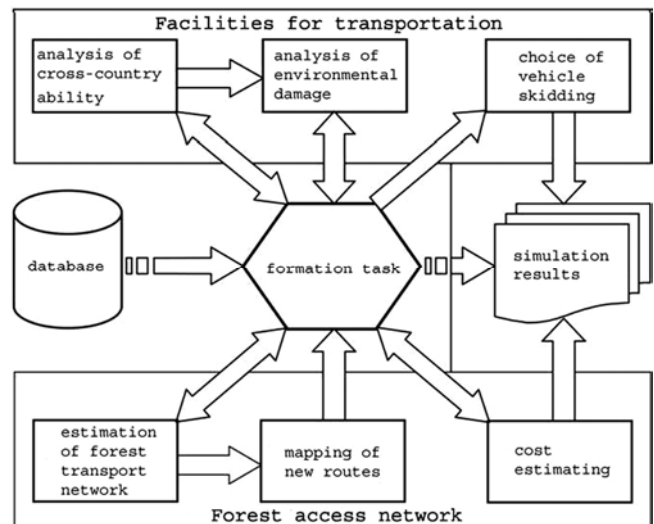 Facilities for transportation
analysis of
cross-country
ability
analysis of
environmental
damage
choice of
vehicle
skidding
database
formation task
simulation
results
estimation
of forest
transport
network
mapping of
new routes
cost
estimating
Forest access network